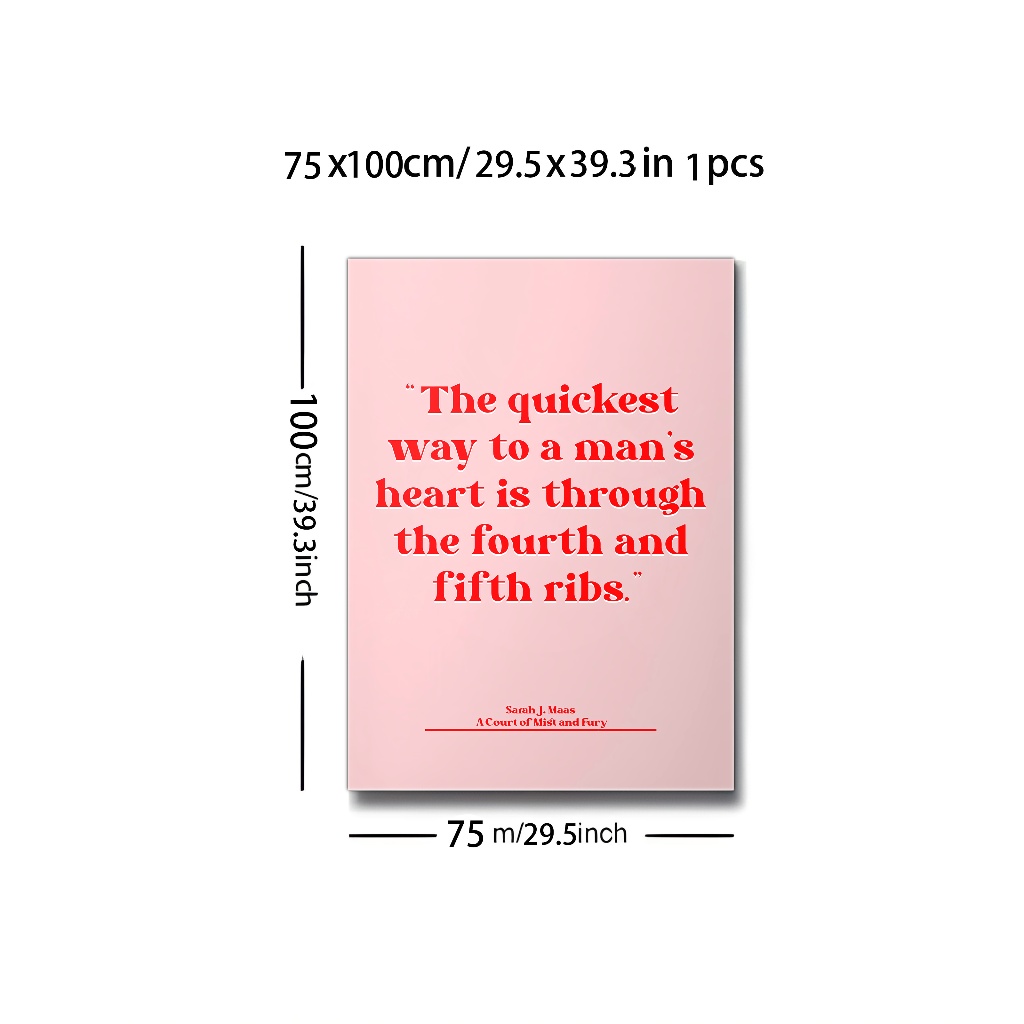 75x100cm/29.5x39.3in 1pcs
100cm/39.3inch
“The quickest
way to a man's
heart is through
the fourth and
fifth ribs.”
Sarah J. Maas
A Court of Mist and Fury
75 m/29.5inch